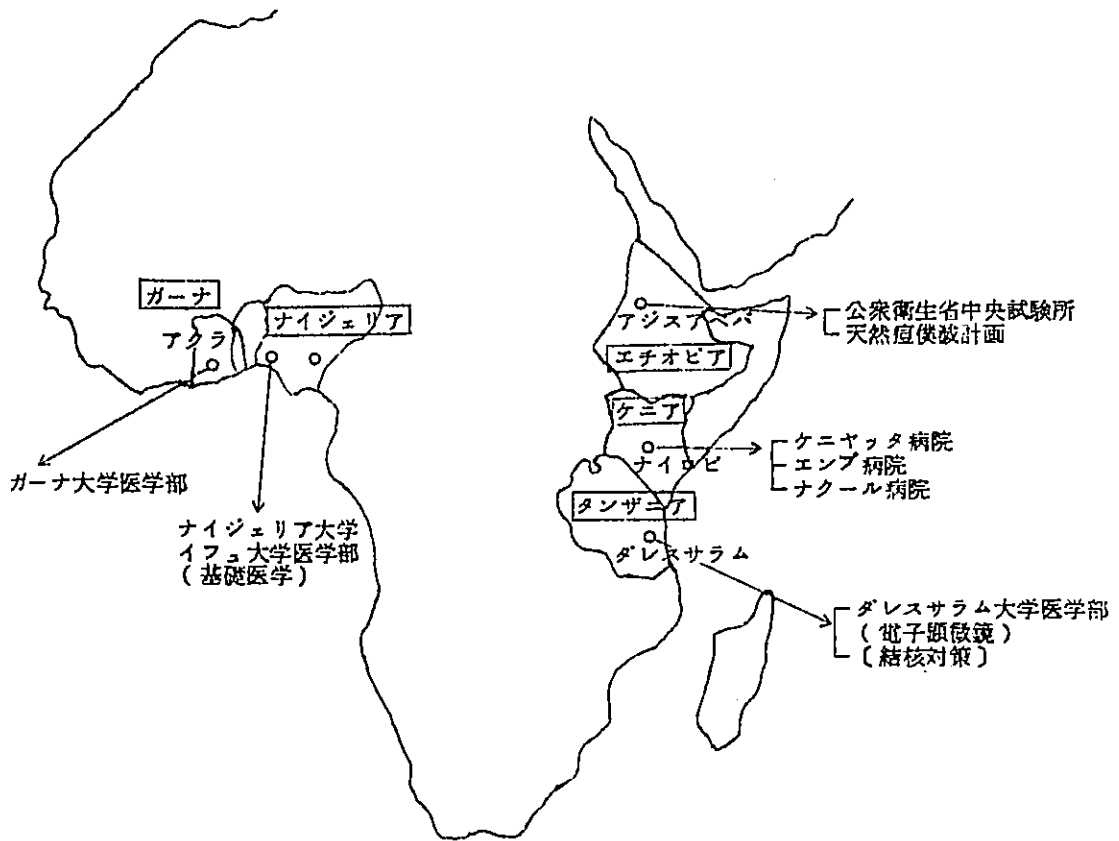 ガーナ
アクラ
ナイジェリア
ガーナ大学医学部
ナイジェリア大学
イフュ大学医学部
(基礎医学)
アジスアベバ
エチオピア
公衆衛生省中央試験所
天然痘僕滅計画
ケニア
ナイロビ
ケニヤッタ病院
エンブ病院
ナクール病院
タンザニア
ダレスサラム
ダレスサラム大学医学部
(電子顕微鏡)
〔結核対策〕